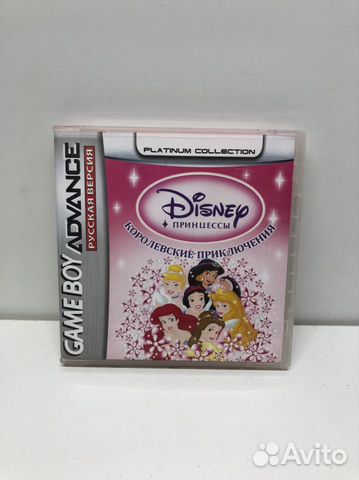 PLATINUM COLLECTION
GAME BOY ADVANCE
РУССКАЯ ВЕРСИЯ
DISNEY
ПРИНЦЕССЫ
КОРОЛЕВСКИЕ ПРИКЛЮЧЕНИЯ
Avito